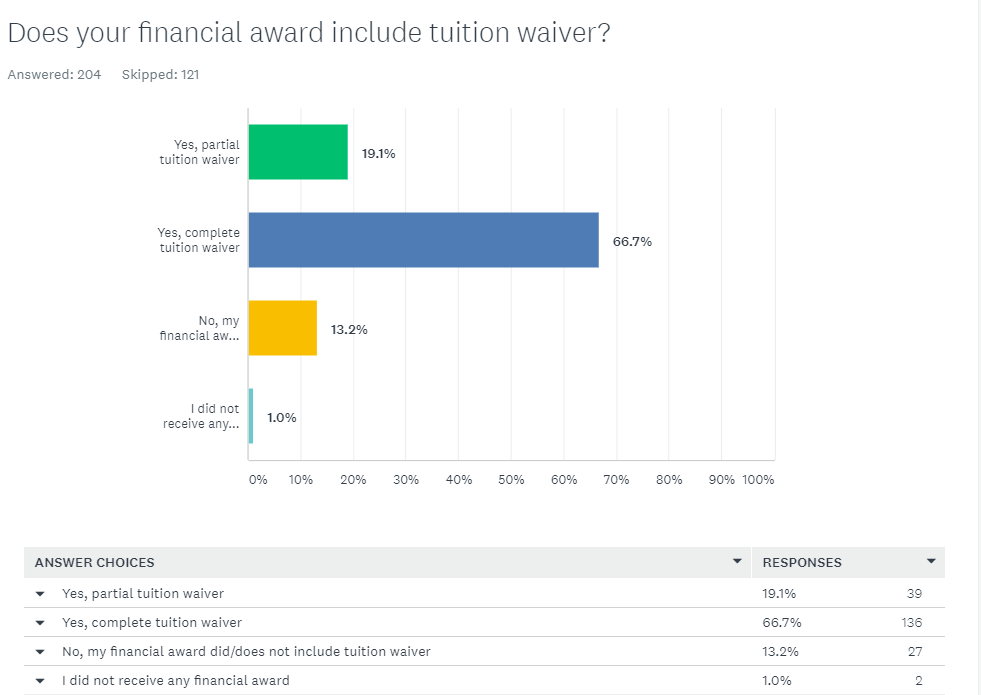 Does your financial award include tuition waiver?
Answered: 204 Skipped: 121
Yes, partial
tuition waiver
19.1%
Yes, complete
tuition waiver
66.7%
No, my
financial aw...
13.2%
I did not
receive any...
1.0%
0% 10% 20% 30% 40% 50% 60% 70% 80% 90% 100%
ANSWER CHOICES RESPONSES
Yes, partial tuition waiver 19.1% 39
Yes, complete tuition waiver 66.7% 136
No, my financial award did/does not include tuition waiver 13.2% 27
I did not receive any financial award 1.0% 2